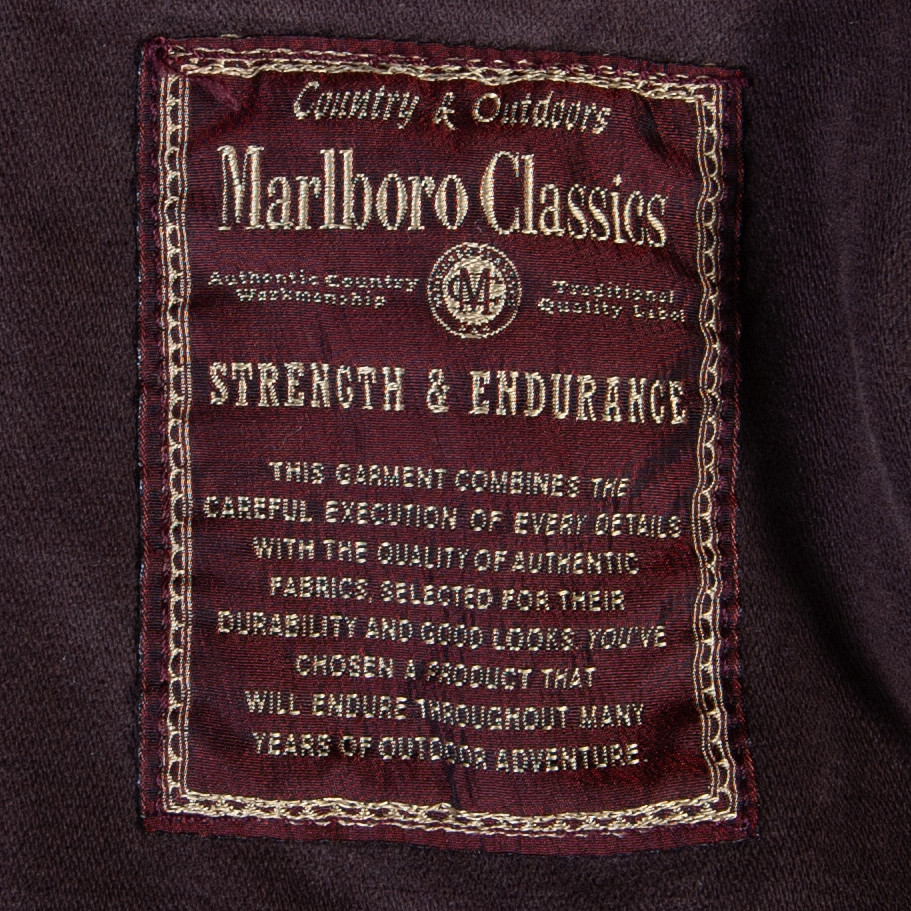 Country & Outdoors
Marlboro Classics
Authentic Country Workmanship
M
Traditional Quality Label
STRENGTH & ENDURANCE
THIS GARMENT COMBINES THE
CAREFUL EXECUTION OF EVERY DETAILS
WITH THE QUALITY OF AUTHENTIC
FABRICS, SELECTED FOR THEIR
DURABILITY AND GOOD LOOKS. YOU'VE
CHOSEN A PRODUCT THAT
WILL ENDURE THROUGHOUT MANY
YEARS OF OUTDOOR ADVENTURE.